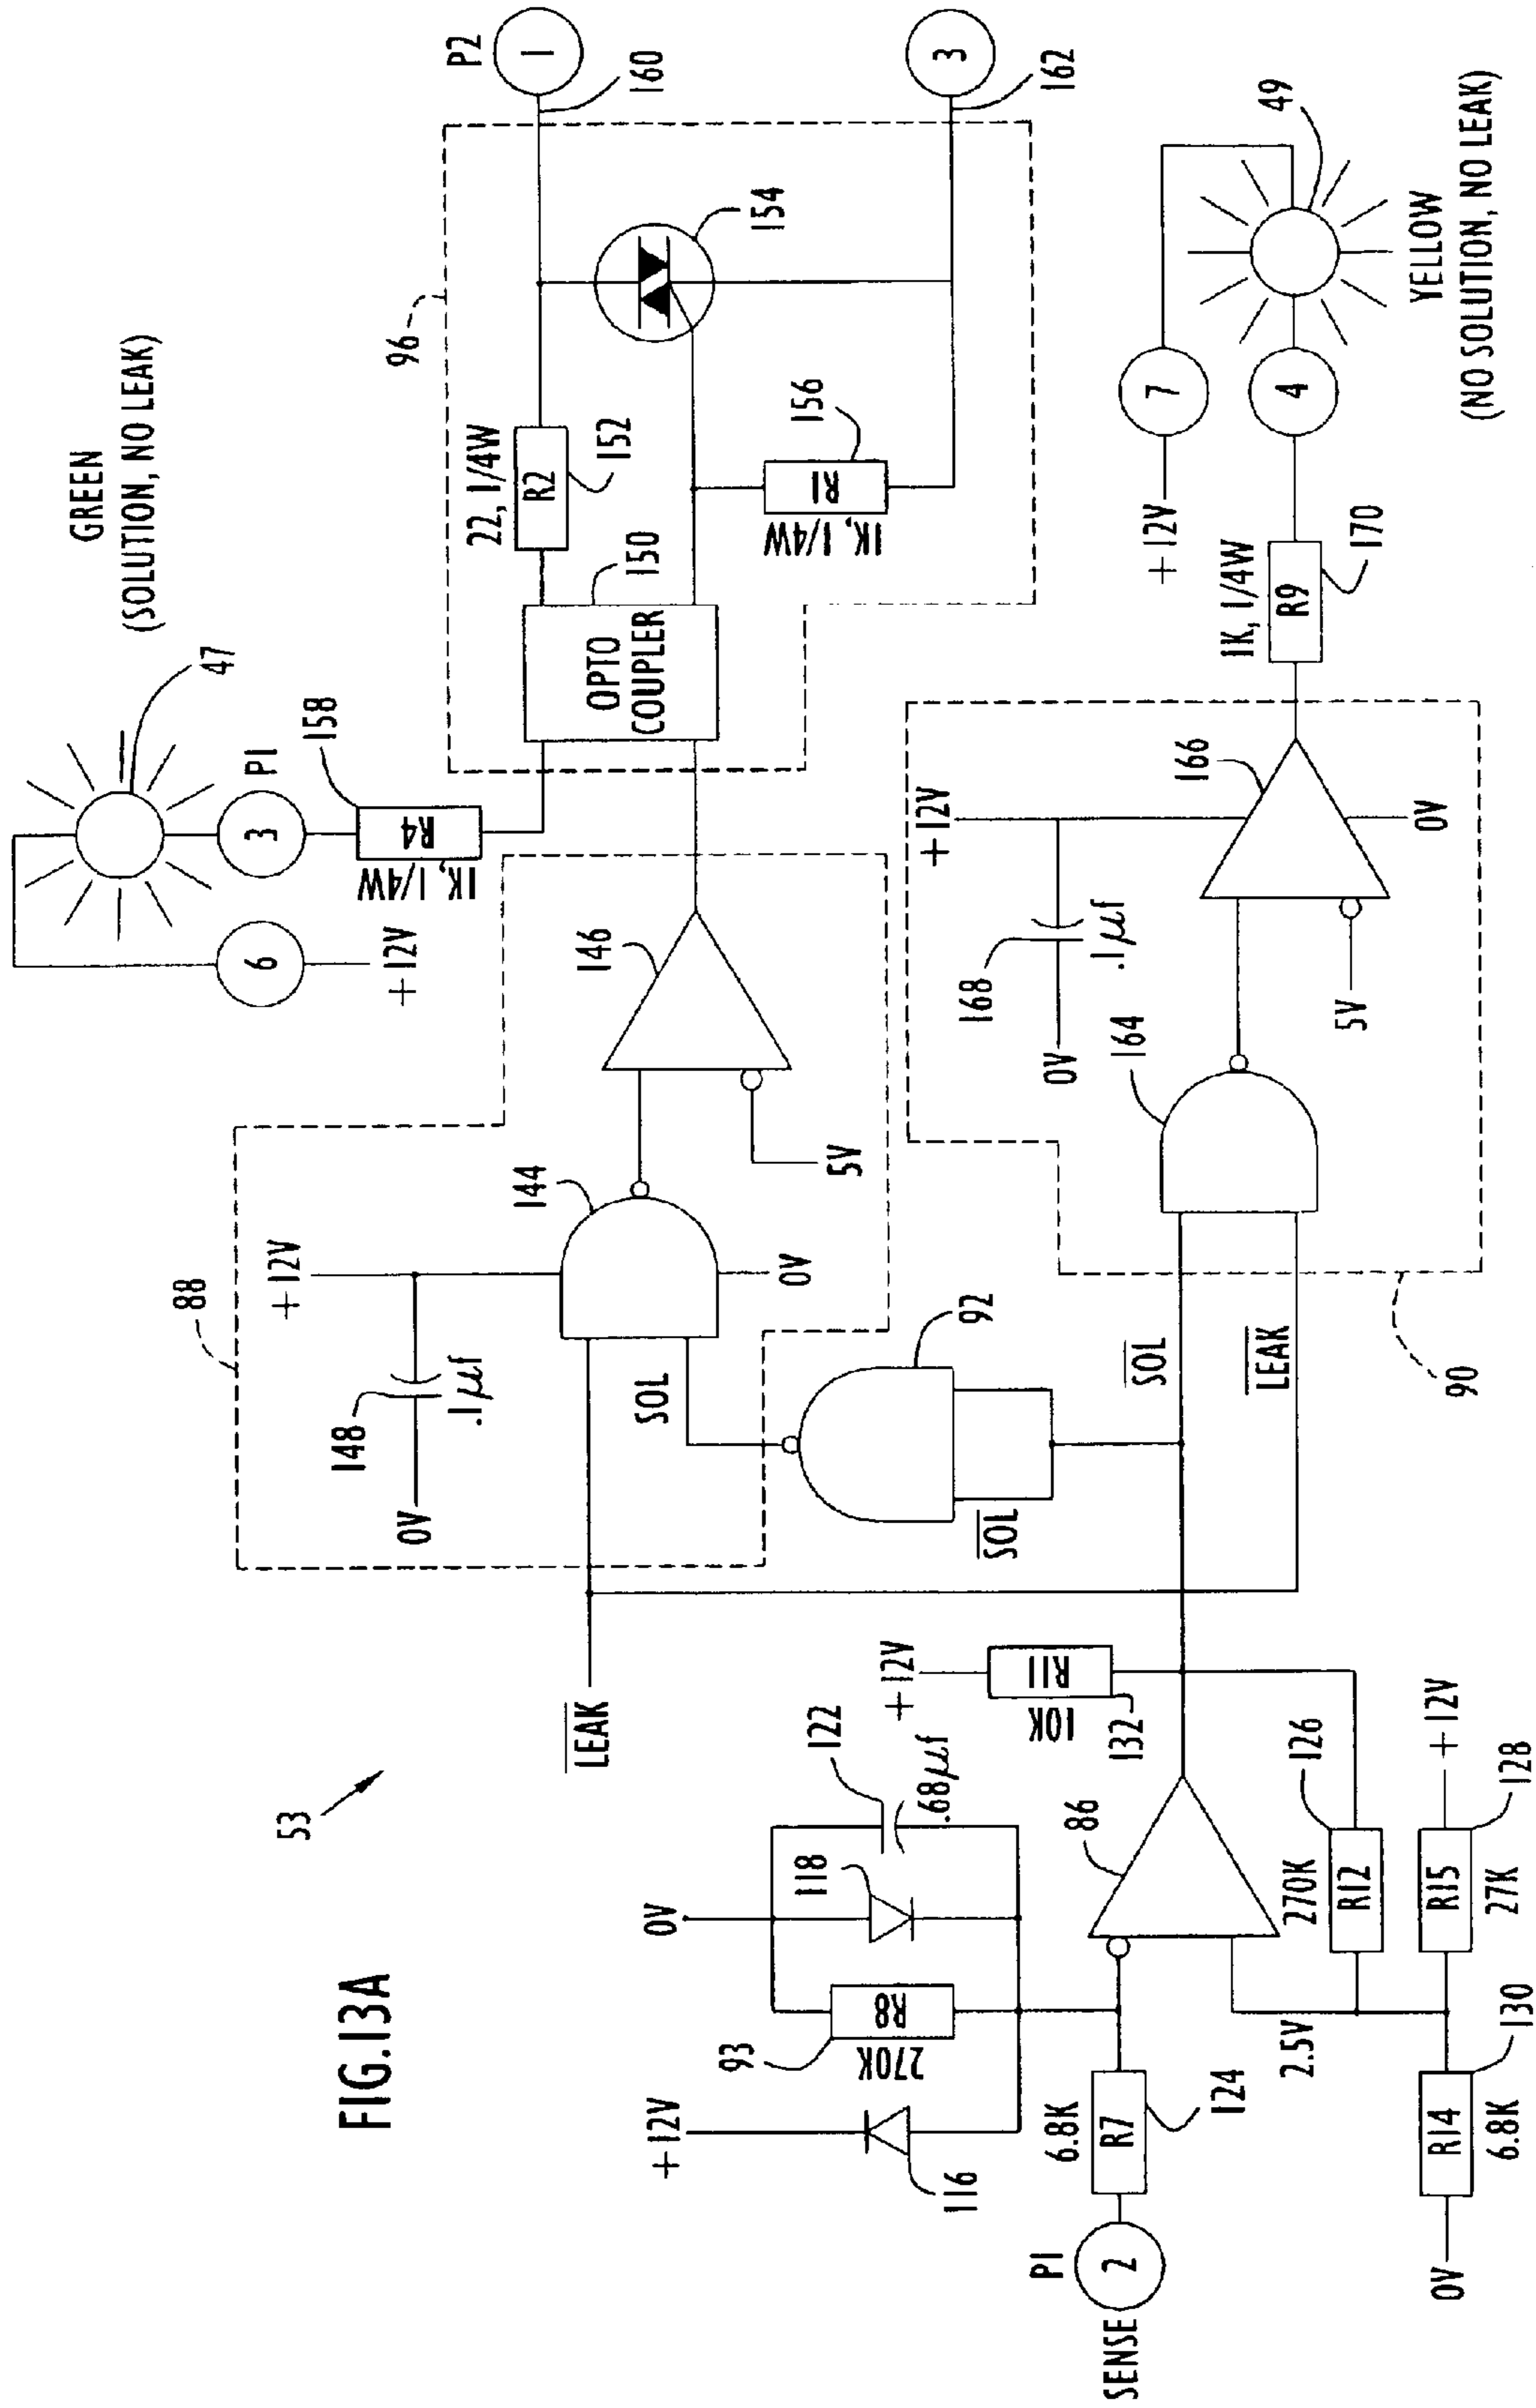 FIG.13A
53
GREEN
(SOLUTION, NO LEAK)
47
6
+12V
3
P1
158
R4
1K, 1/4W
96
P2
1
160
22, 1/4W
R2
152
154
150
OPTO
COUPLER
156
R1
1K, 1/4W
3
162
88
+12V
148
.1µf
0V
144
0V
146
5V
SOL
L̅E̅A̅K̅
92
S̅O̅L̅
S̅O̅L̅
L̅E̅A̅K̅
90
+12V
168
.1µf
0V
164
166
5V
0V
1K, 1/4W
R9
170
+12V
7
4
49
YELLOW
(NO SOLUTION, NO LEAK)
+12V
116
0V
93
R8
270K
118
122
.68µf
+12V
R11
10K
132
P1
SENSE
2
6.8K
R7
124
86
2.5V
270K
R12
126
0V
R14
6.8K
130
R15
27K
128
+12V